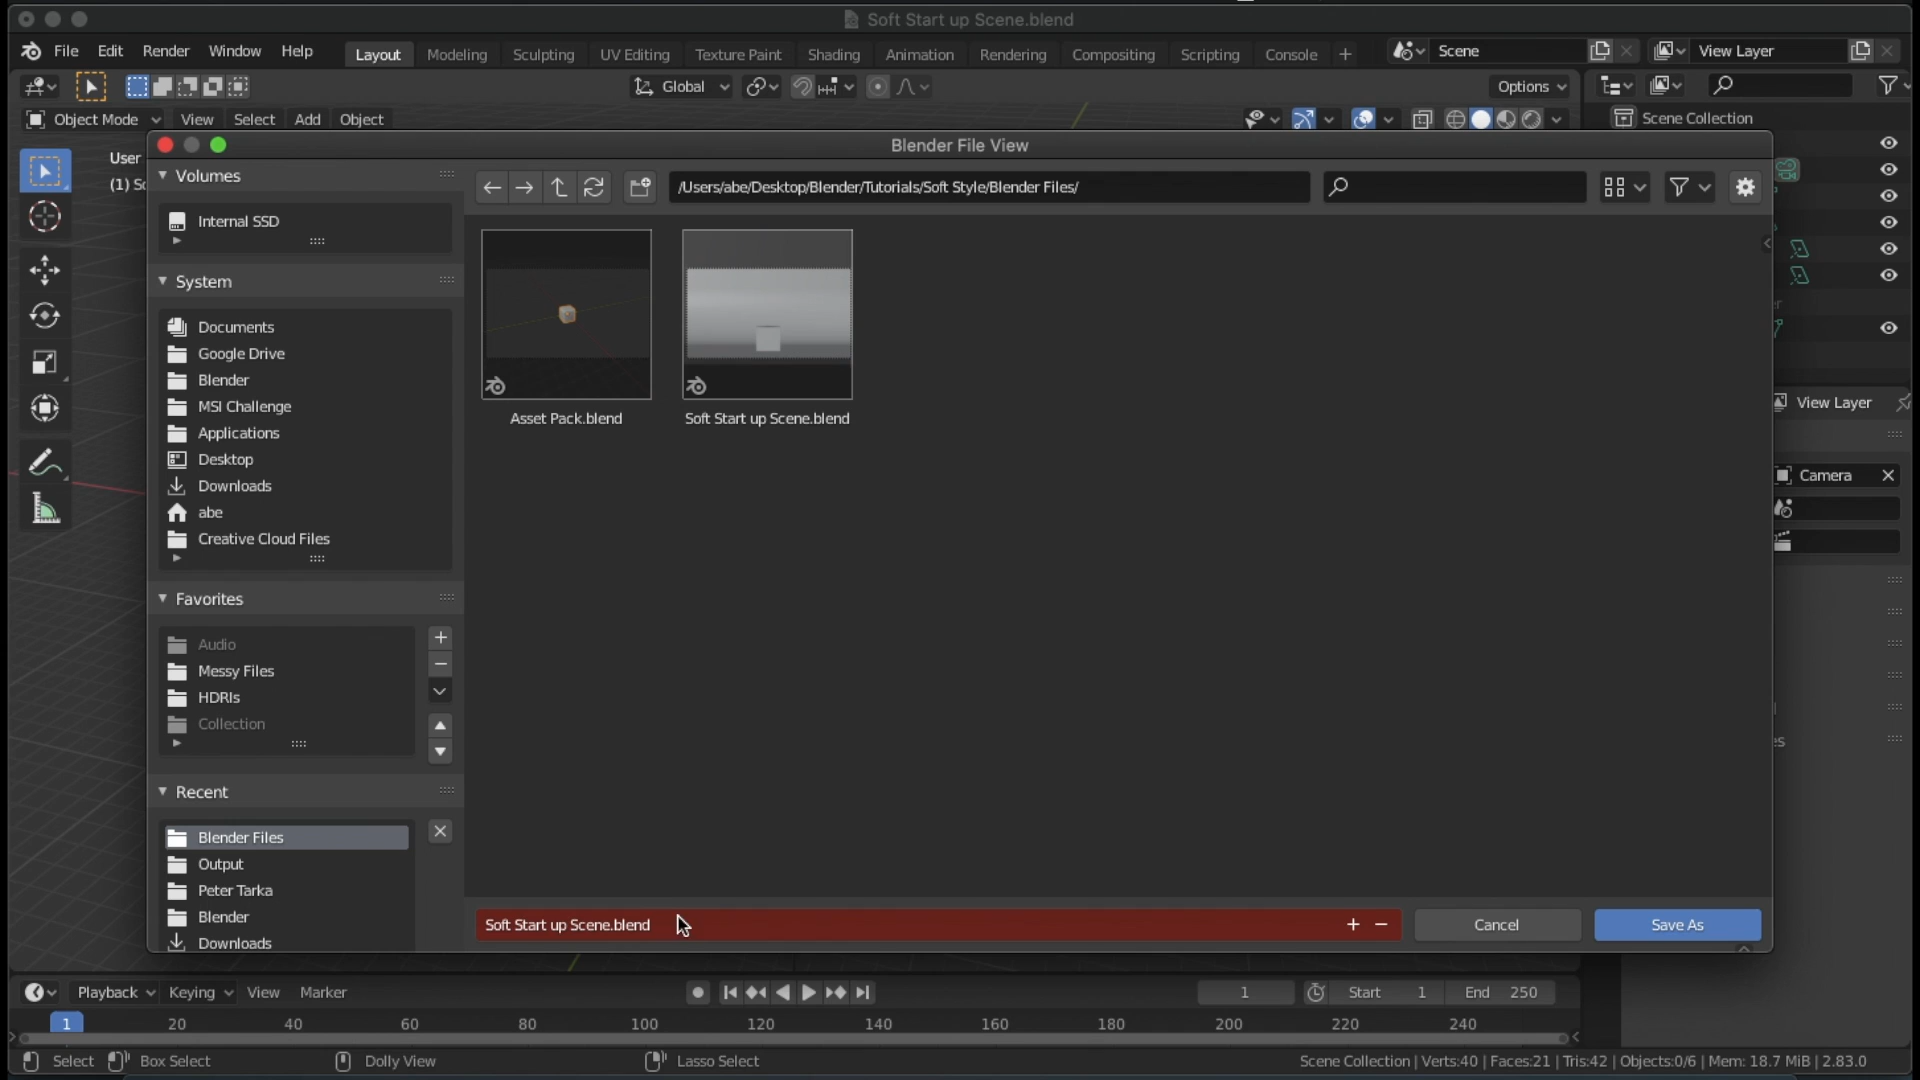 Soft Start up Scene.blend
File Edit Render Window Help Layout Modeling Sculpting UV Editing Texture Paint Shading Animation Rendering Compositing Scripting Console + Scene View Layer
Global Options
Object Mode View Select Add Object Scene Collection
User
(1) Sc
Blender File View
Volumes
/Users/abe/Desktop/Blender/Tutorials/Soft Style/Blender Files/
Internal SSD
System
Documents
Google Drive
Blender
MSI Challenge
Applications
Desktop
Downloads
abe
Creative Cloud Files
Asset Pack.blend Soft Start up Scene.blend
View Layer
Camera
Favorites
Audio
Messy Files
HDRIs
Collection
Recent
Blender Files
Output
Peter Tarka
Blender
Downloads
Soft Start up Scene.blend + − Cancel Save As
Playback Keying View Marker 1 Start 1 End 250
1 20 40 60 80 100 120 140 160 180 200 220 240
Select Box Select Dolly View Lasso Select Scene Collection | Verts:40 | Faces:21 | Tris:42 | Objects:0/6 | Mem: 18.7 MiB | 2.83.0